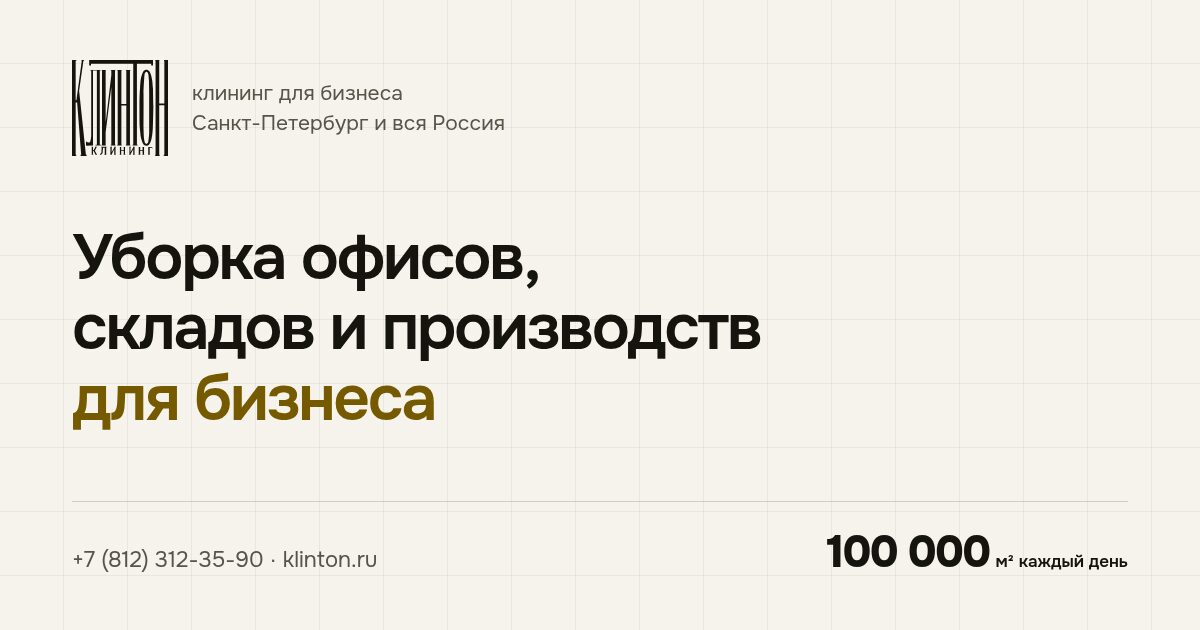 КЛИНТОН
КЛИНИНГ
клининг для бизнеса
Санкт-Петербург и вся Россия
Уборка офисов,
складов и производств
для бизнеса
+7 (812) 312-35-90 · klinton.ru
100 000 м² каждый день